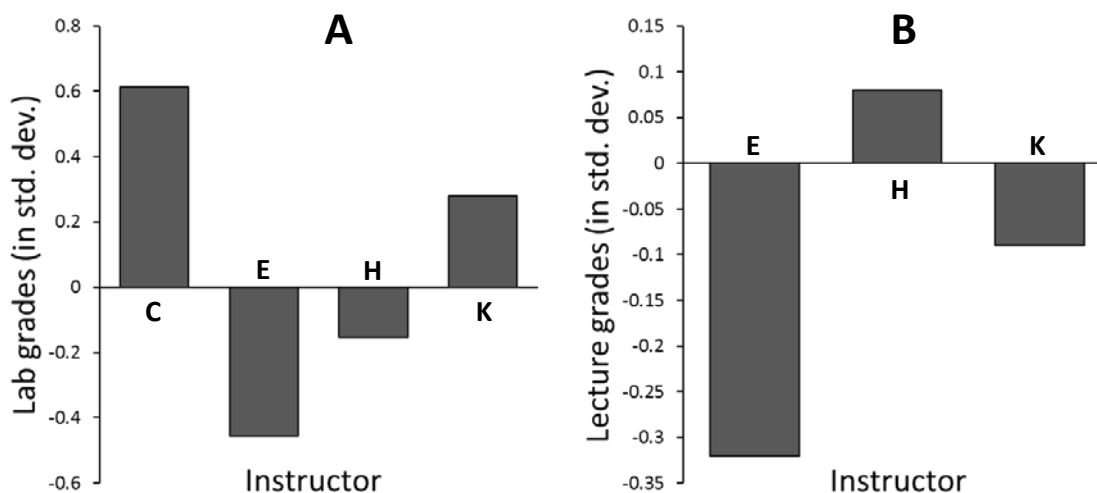 A
Lab grades (in std. dev.)
0.8
0.6
0.4
0.2
0
-0.2
-0.4
-0.6
E
H
C
K
Instructor
B
Lecture grades (in std. dev.)
0.15
0.1
0.05
0
-0.05
-0.1
-0.15
-0.2
-0.25
-0.3
-0.35
E
K
H
Instructor